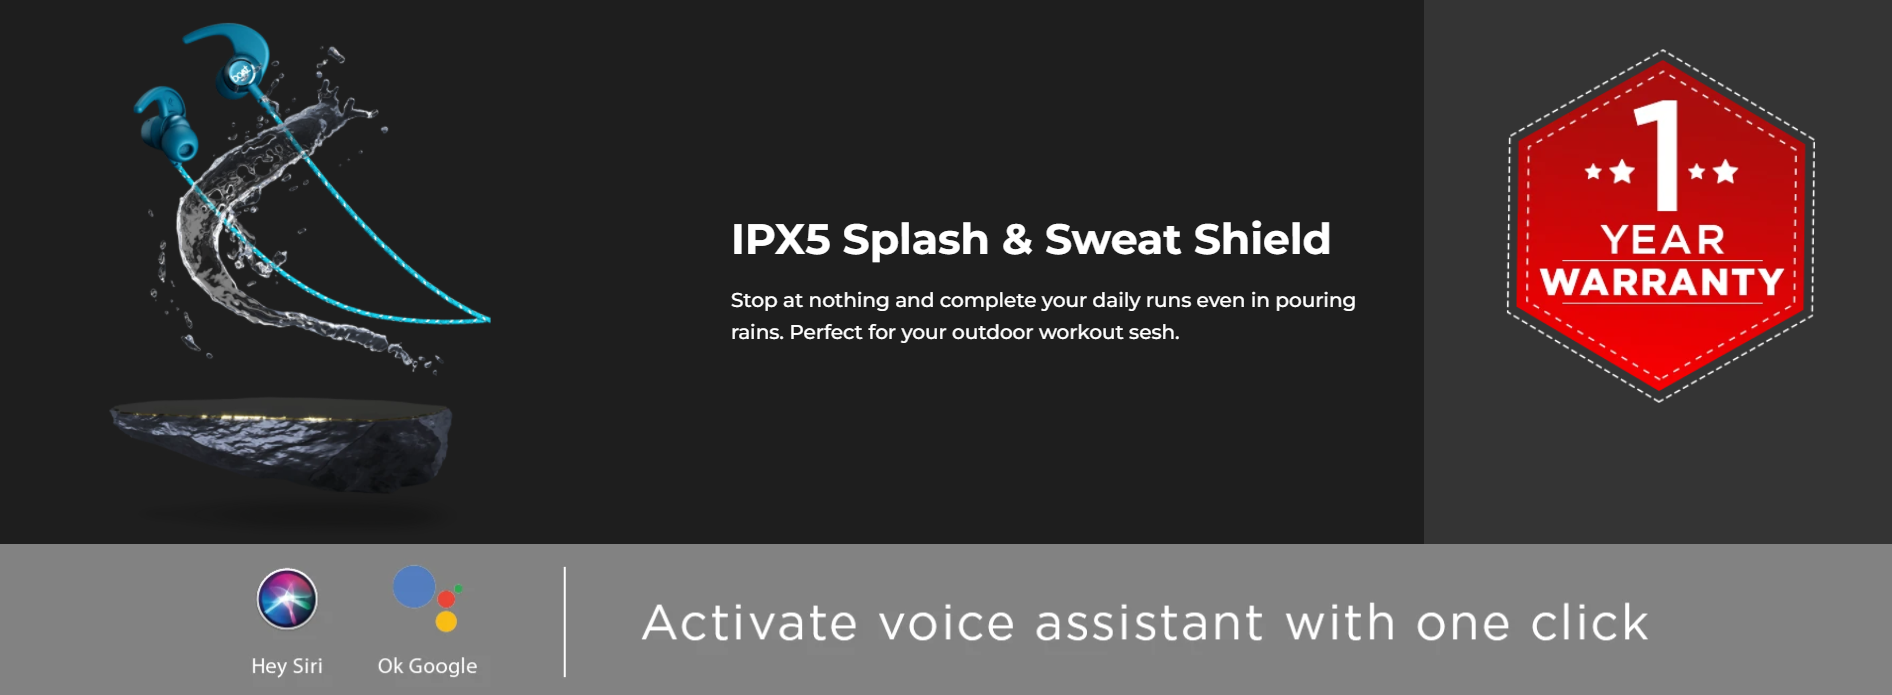 boAt
IPX5 Splash & Sweat Shield
Stop at nothing and complete your daily runs even in pouring
rains. Perfect for your outdoor workout sesh.
1
YEAR
WARRANTY
Hey Siri
Ok Google
Activate voice assistant with one click